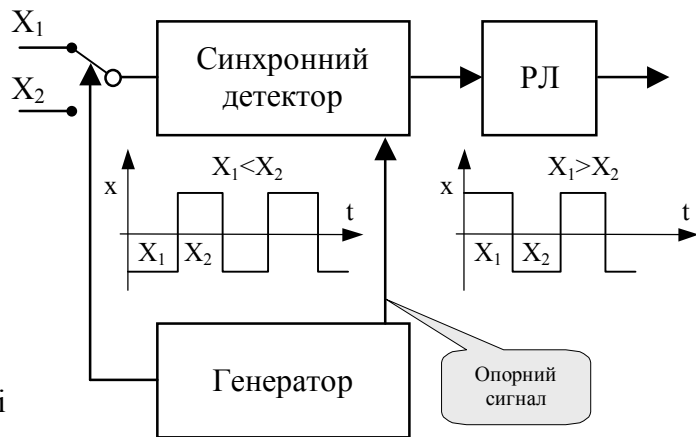 X₁
X₂
Синхронний
детектор
РЛ
X₁<X₂
x
t
X₁ X₂
X₁>X₂
x
t
X₁ X₂
Генератор
Опорний
сигнал
і